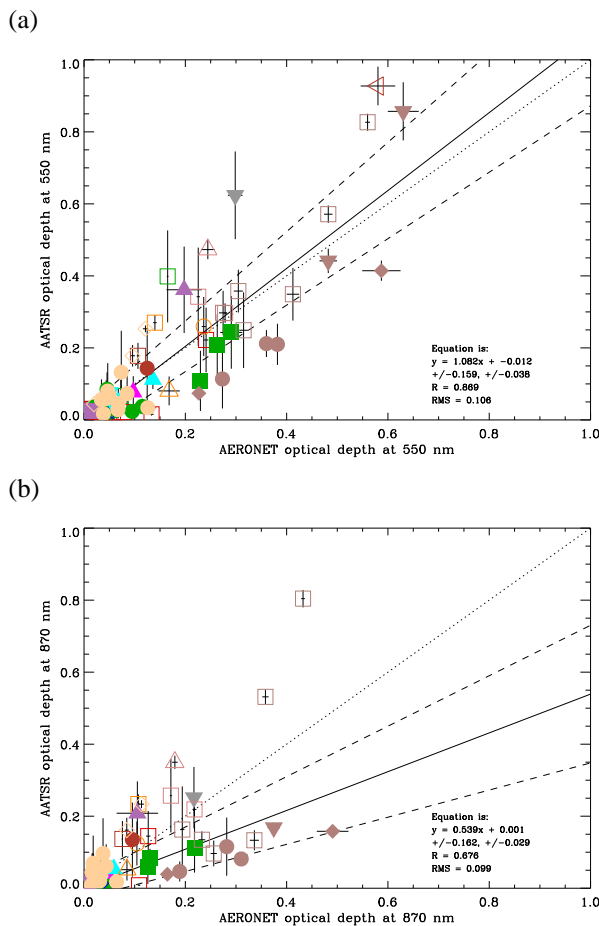 (a)
1.0
0.8
0.6
0.4
0.2
0.0
AATSR optical depth at 550 nm
Equation is:
y = 1.082x + -0.012
+/-0.159, +/-0.038
R = 0.869
RMS = 0.106
0.0 0.2 0.4 0.6 0.8 1.0
AERONET optical depth at 550 nm
(b)
1.0
0.8
0.6
0.4
0.2
0.0
AATSR optical depth at 870 nm
Equation is:
y = 0.539x + 0.001
+/-0.162, +/-0.029
R = 0.676
RMS = 0.099
0.0 0.2 0.4 0.6 0.8 1.0
AERONET optical depth at 870 nm